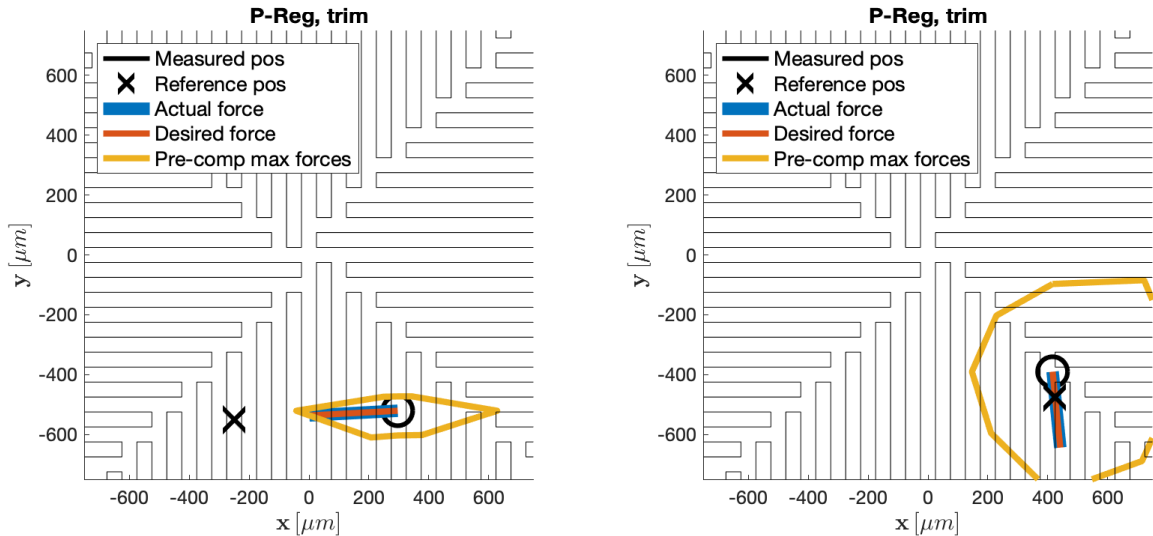 P-Reg, trim
Measured pos
Reference pos
Actual force
Desired force
Pre-comp max forces
600
400
200
0
-200
-400
-600
y [μm]
-600 -400 -200 0 200 400 600
x [μm]
P-Reg, trim
Measured pos
Reference pos
Actual force
Desired force
Pre-comp max forces
600
400
200
0
-200
-400
-600
y [μm]
-600 -400 -200 0 200 400 600
x [μm]